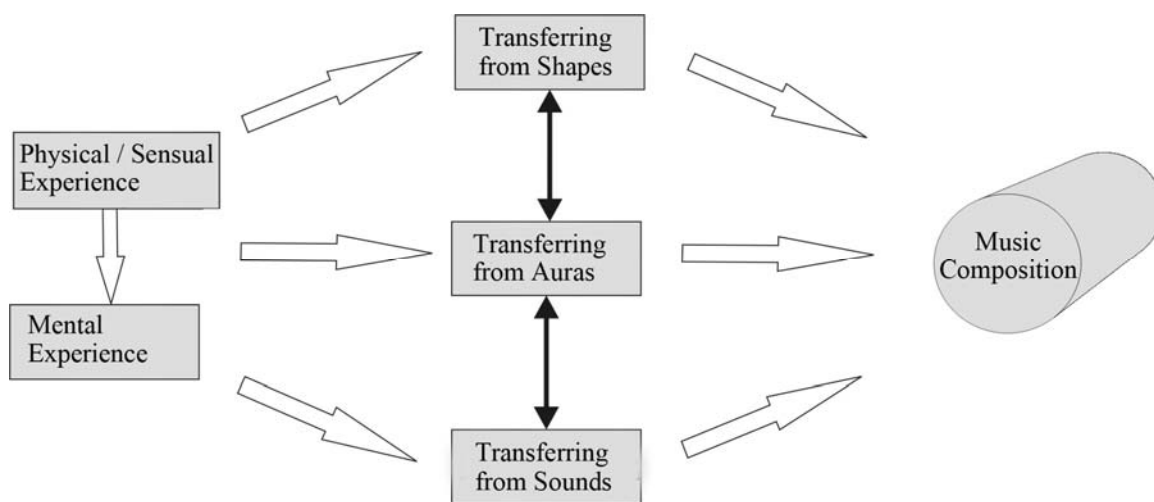 Transferring
from Shapes
Physical / Sensual
Experience
Transferring
from Auras
Music
Composition
Mental
Experience
Transferring
from Sounds